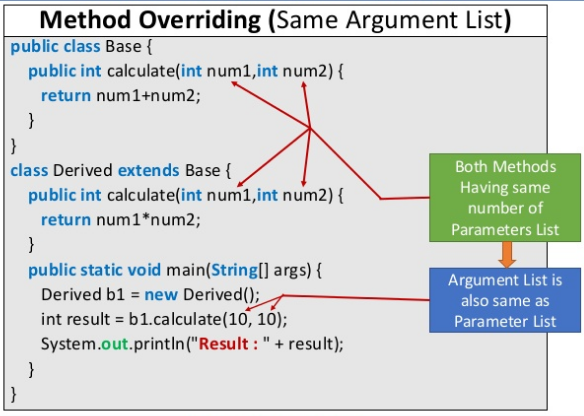 Method Overriding (Same Argument List)
public class Base {
public int calculate(int num1,int num2) {
return num1+num2;
}
}
class Derived extends Base {
public int calculate(int num1,int num2) {
return num1*num2;
}
public static void main(String[] args) {
Derived b1 = new Derived();
int result = b1.calculate(10, 10);
System.out.println("Result : " + result);
}
}
Both Methods
Having same
number of
Parameters List
Argument List is
also same as
Parameter List